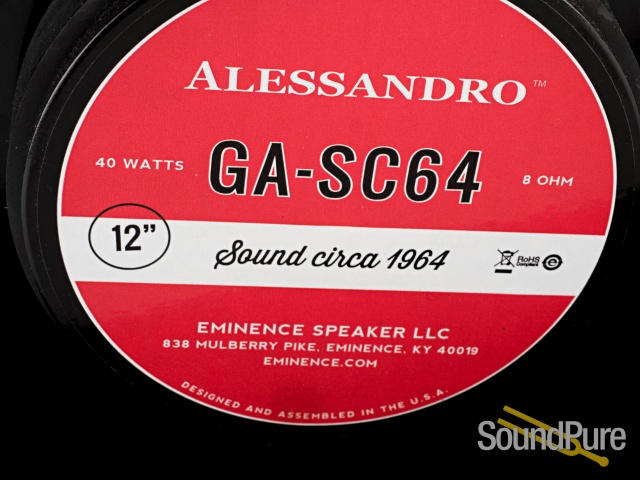 ALESSANDRO™
40 WATTS
GA-SC64
8 OHM
12”
Sound circa 1964
RoHS
Compliant
e
EMINENCE SPEAKER LLC
838 MULBERRY PIKE, EMINENCE, KY 40019
EMINENCE.COM
DESIGNED AND ASSEMBLED IN THE U.S.A.
SoundPure